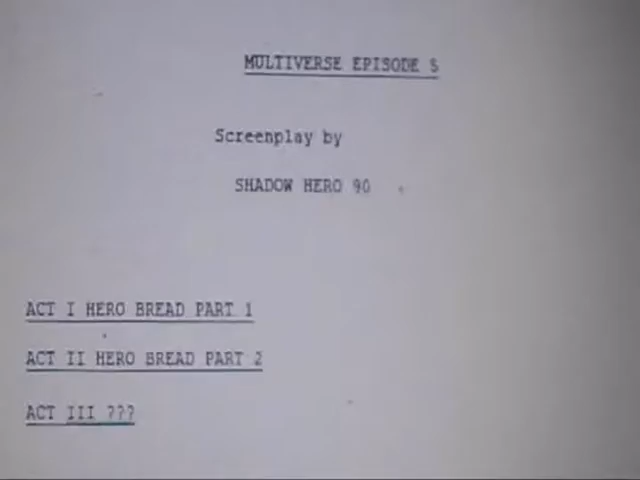 MULTIVERSE EPISODE 5
Screenplay by
SHADOW HERO 90
ACT I HERO BREAD PART 1
ACT II HERO BREAD PART 2
ACT III ???